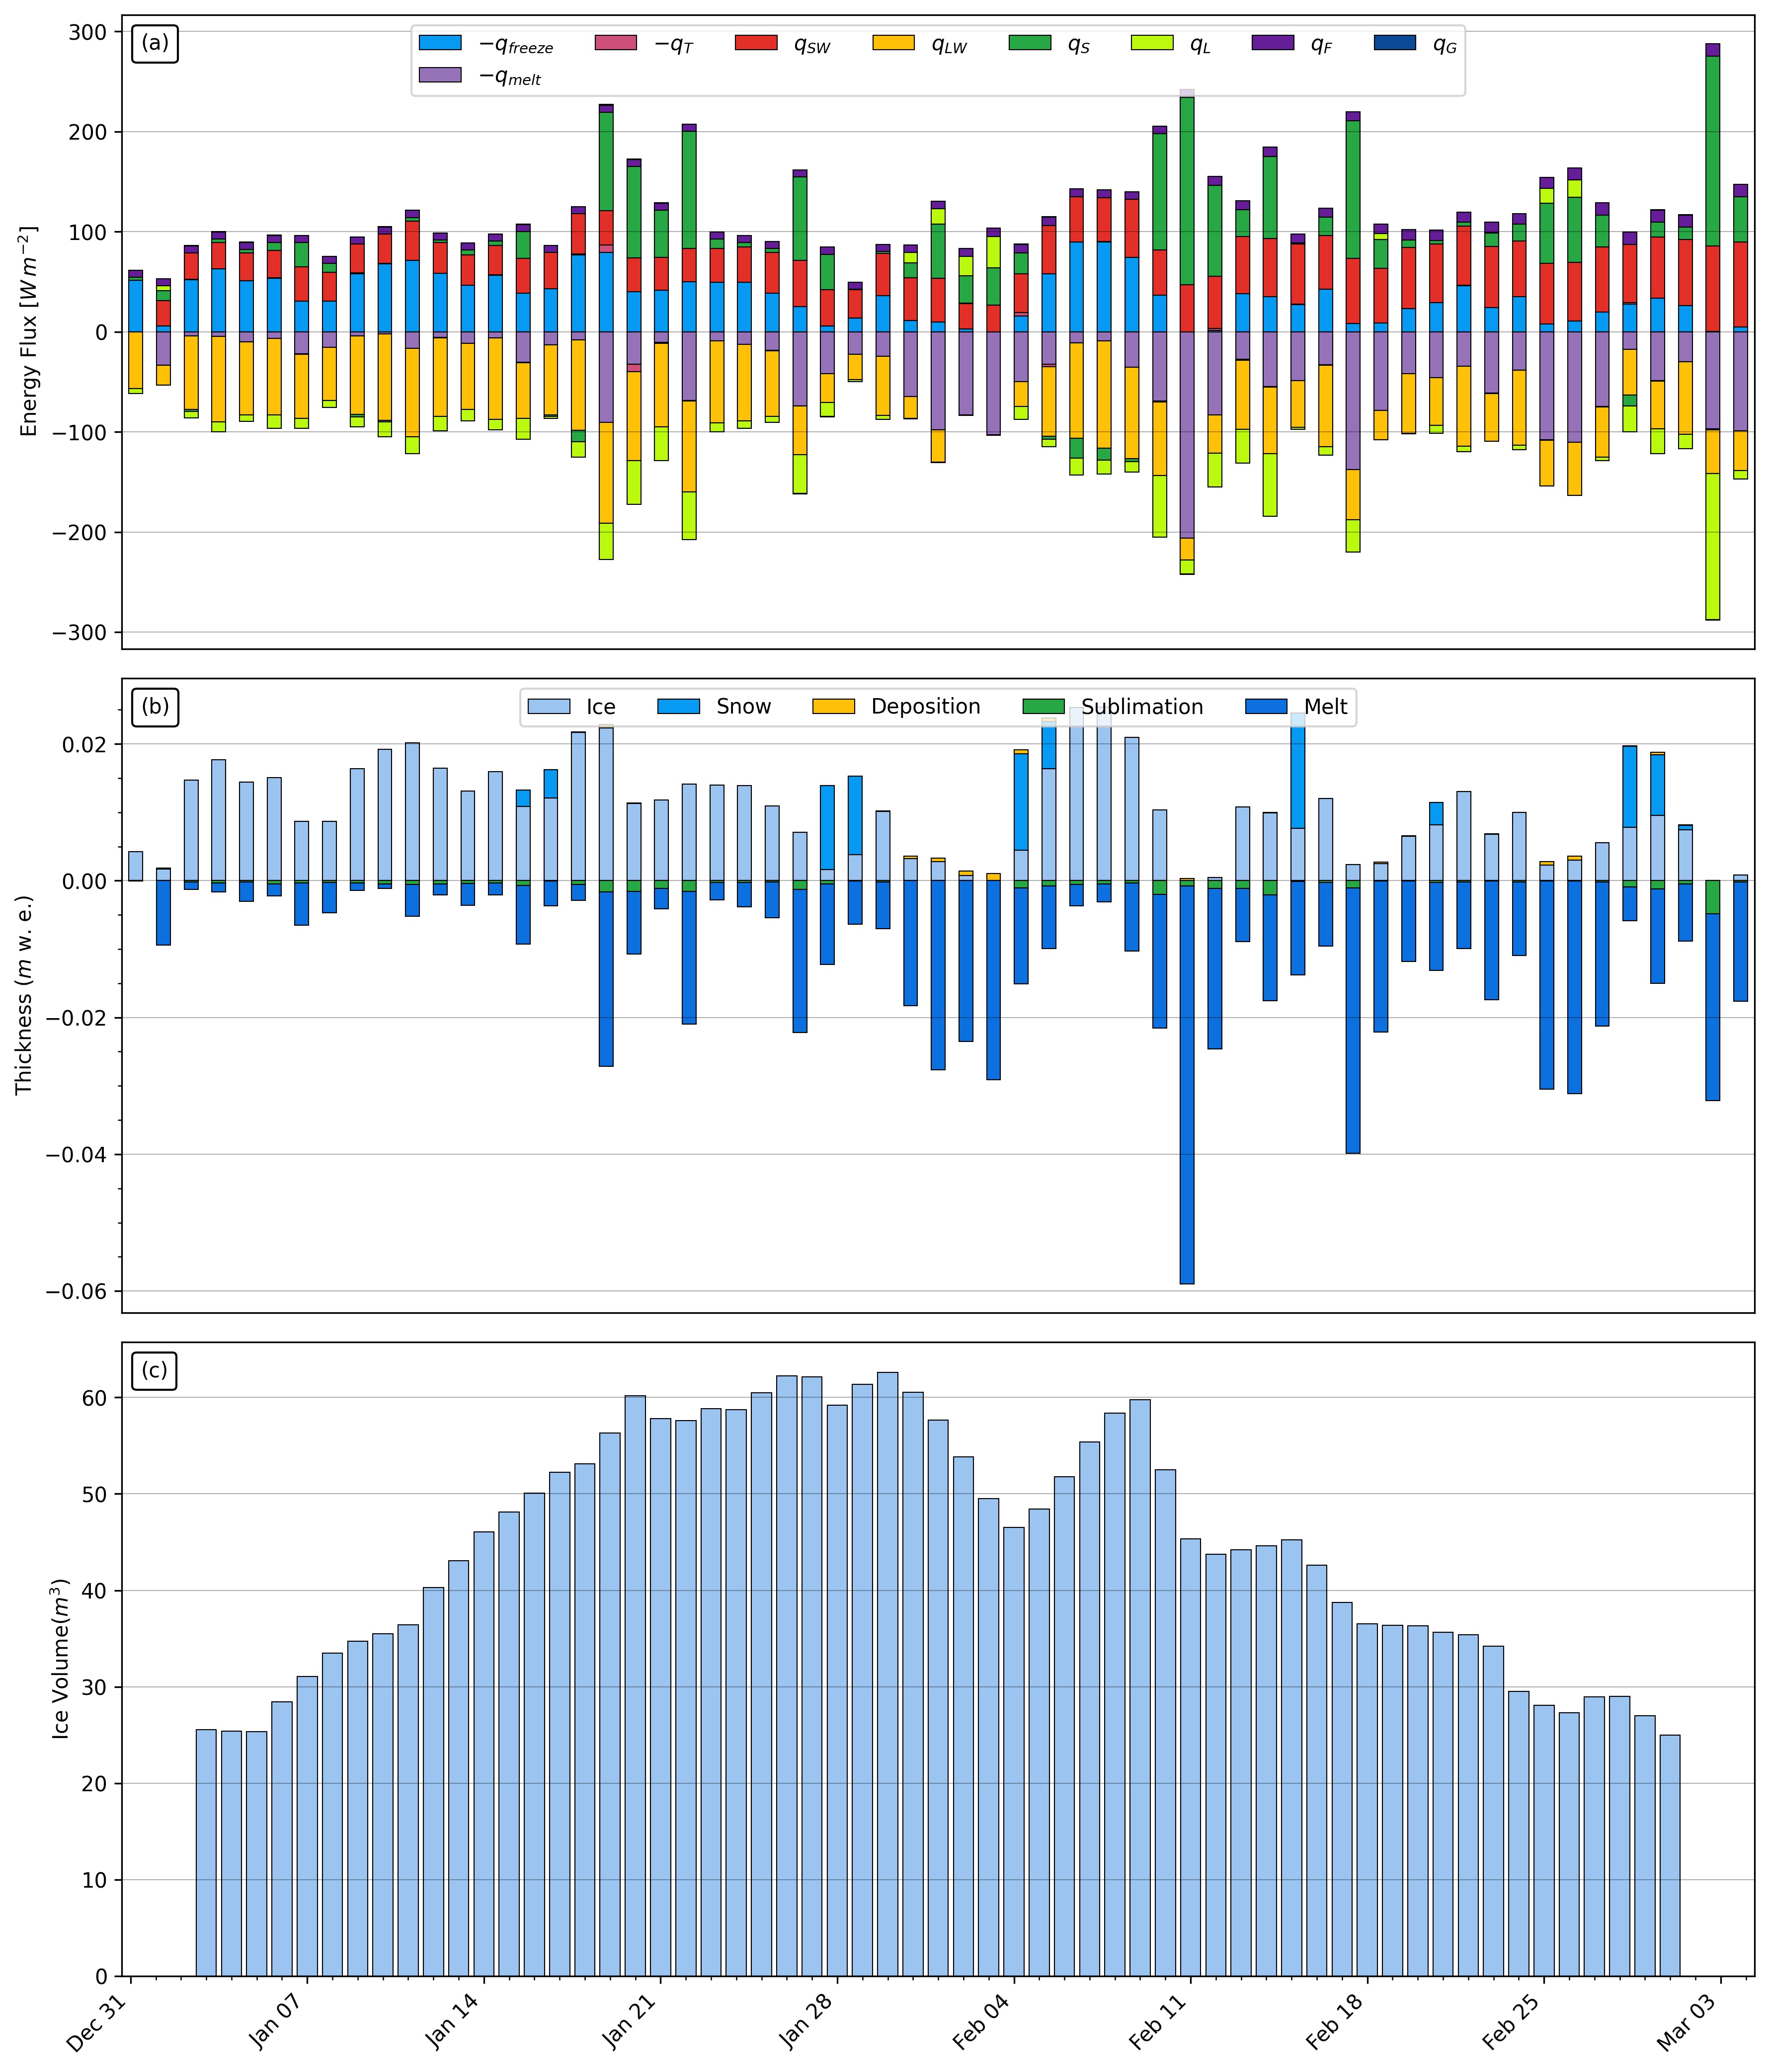 (a)
−q_freeze −q_T q_SW q_LW q_S q_L q_F q_G
−q_melt
Energy Flux [W m⁻²]
300
200
100
0
−100
−200
−300
(b)
Ice Snow Deposition Sublimation Melt
Thickness (m w. e.)
0.02
0.00
−0.02
−0.04
−0.06
(c)
Ice Volume(m³)
60
50
40
30
20
10
0
Dec 31 Jan 07 Jan 14 Jan 21 Jan 28 Feb 04 Feb 11 Feb 18 Feb 25 Mar 03